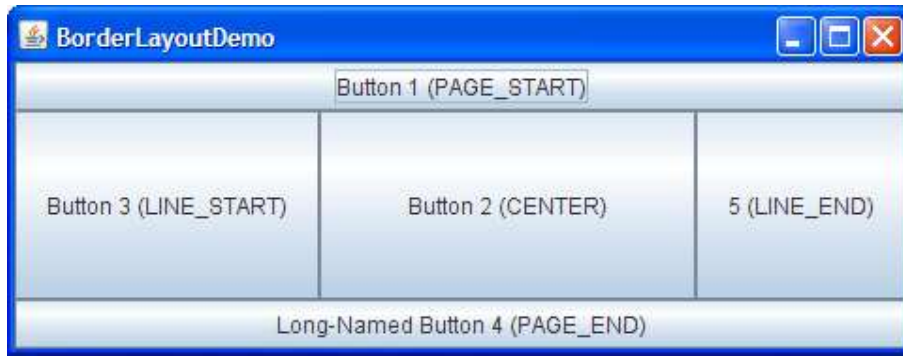 BorderLayoutDemo
Button 1 (PAGE_START)
Button 3 (LINE_START)
Button 2 (CENTER)
5 (LINE_END)
Long-Named Button 4 (PAGE_END)